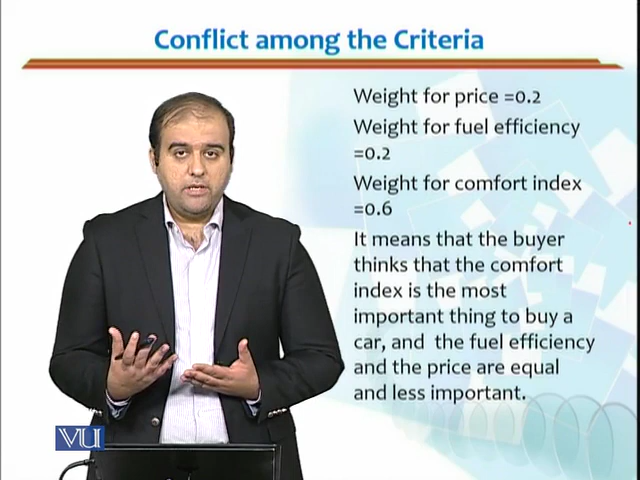 Conflict among the Criteria
Weight for price =0.2
Weight for fuel efficiency
=0.2
Weight for comfort index
=0.6
It means that the buyer
thinks that the comfort
index is the most
important thing to buy a
car, and the fuel efficiency
and the price are equal
and less important.
VU